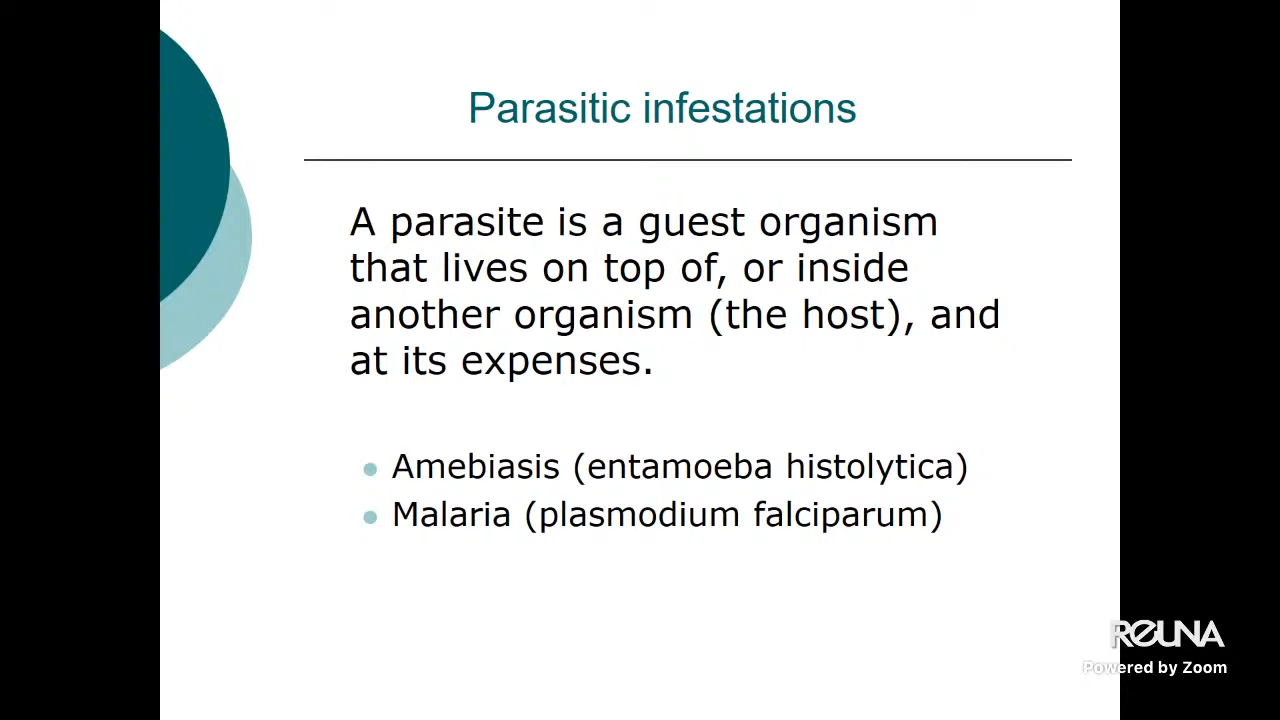 Parasitic infestations
A parasite is a guest organism
that lives on top of, or inside
another organism (the host), and
at its expenses.
Amebiasis (entamoeba histolytica)
Malaria (plasmodium falciparum)
REUNA
Powered by Zoom